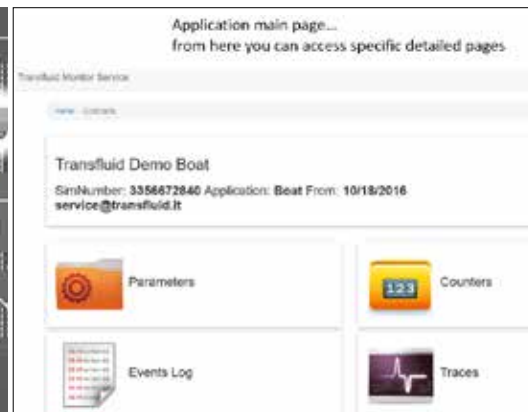 Application main page...
from here you can access specific detailed pages
Transfluid Monitor Service
Home
Transfluid Demo Boat
SimNumber: 3356672840 Application: Boat From: 10/18/2016
service@transfluid.it
Parameters
123
Counters
Events Log
Traces